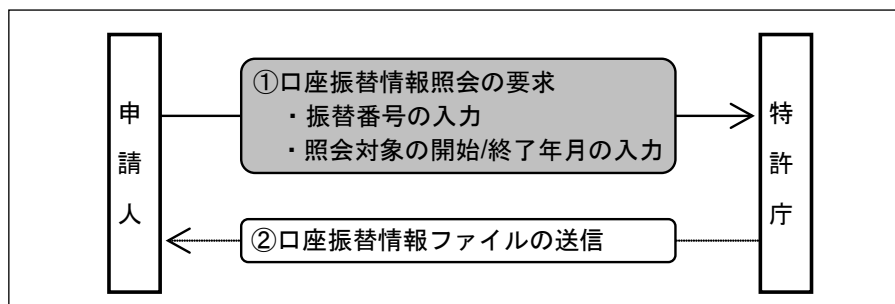 申請人
①口座振替情報照会の要求
・振替番号の入力
・照会対象の開始/終了年月の入力
②口座振替情報ファイルの送信
特許庁